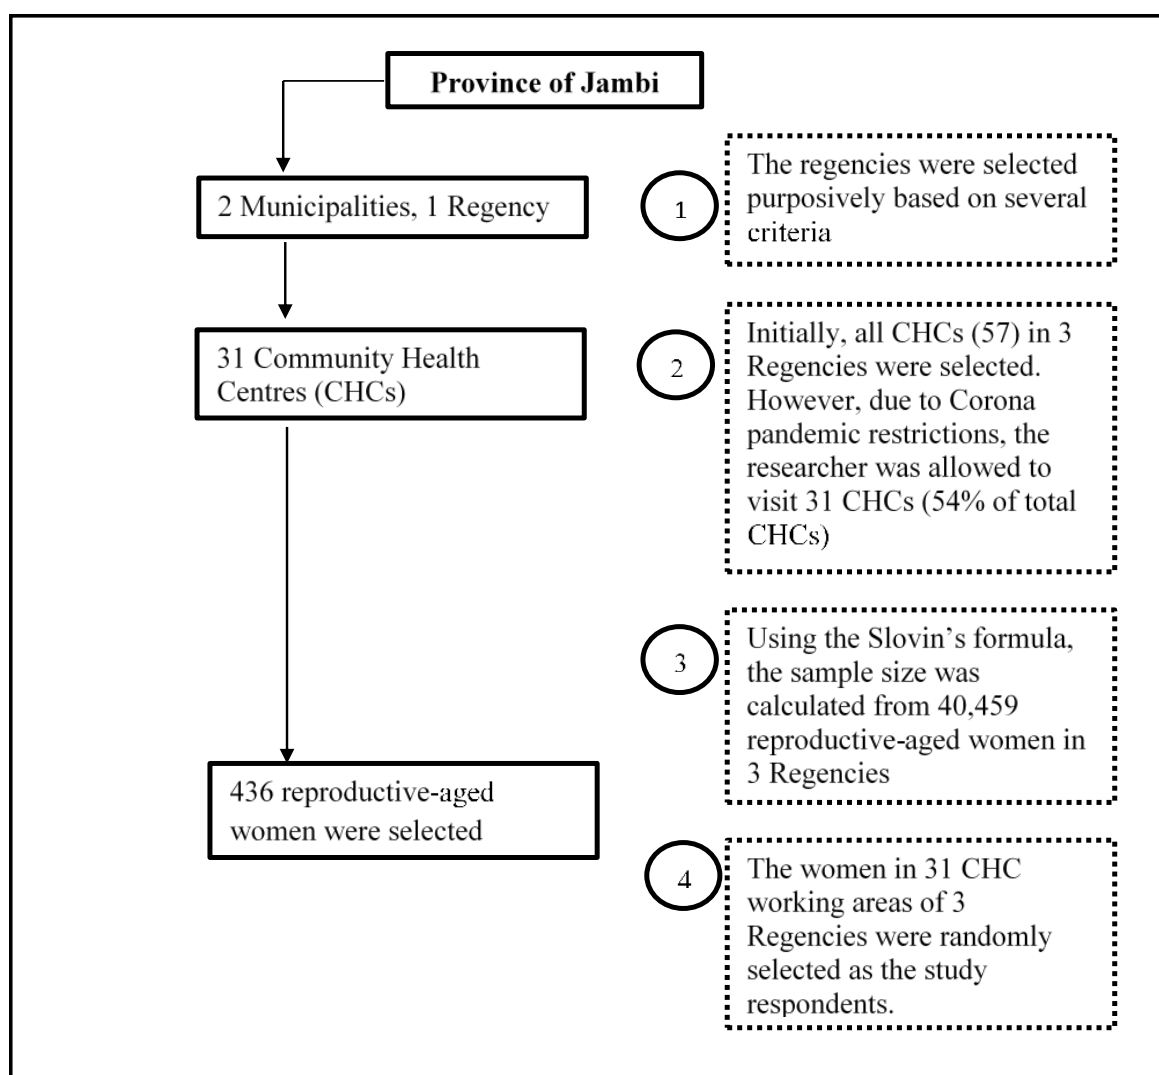 Province of Jambi
2 Municipalities, 1 Regency
1
The regencies were selected
purposively based on several
criteria
31 Community Health
Centres (CHCs)
2
Initially, all CHCs (57) in 3
Regencies were selected.
However, due to Corona
pandemic restrictions, the
researcher was allowed to
visit 31 CHCs (54% of total
CHCs)
3
Using the Slovin’s formula,
the sample size was
calculated from 40,459
reproductive-aged women in
3 Regencies
436 reproductive-aged
women were selected
4
The women in 31 CHC
working areas of 3
Regencies were randomly
selected as the study
respondents.